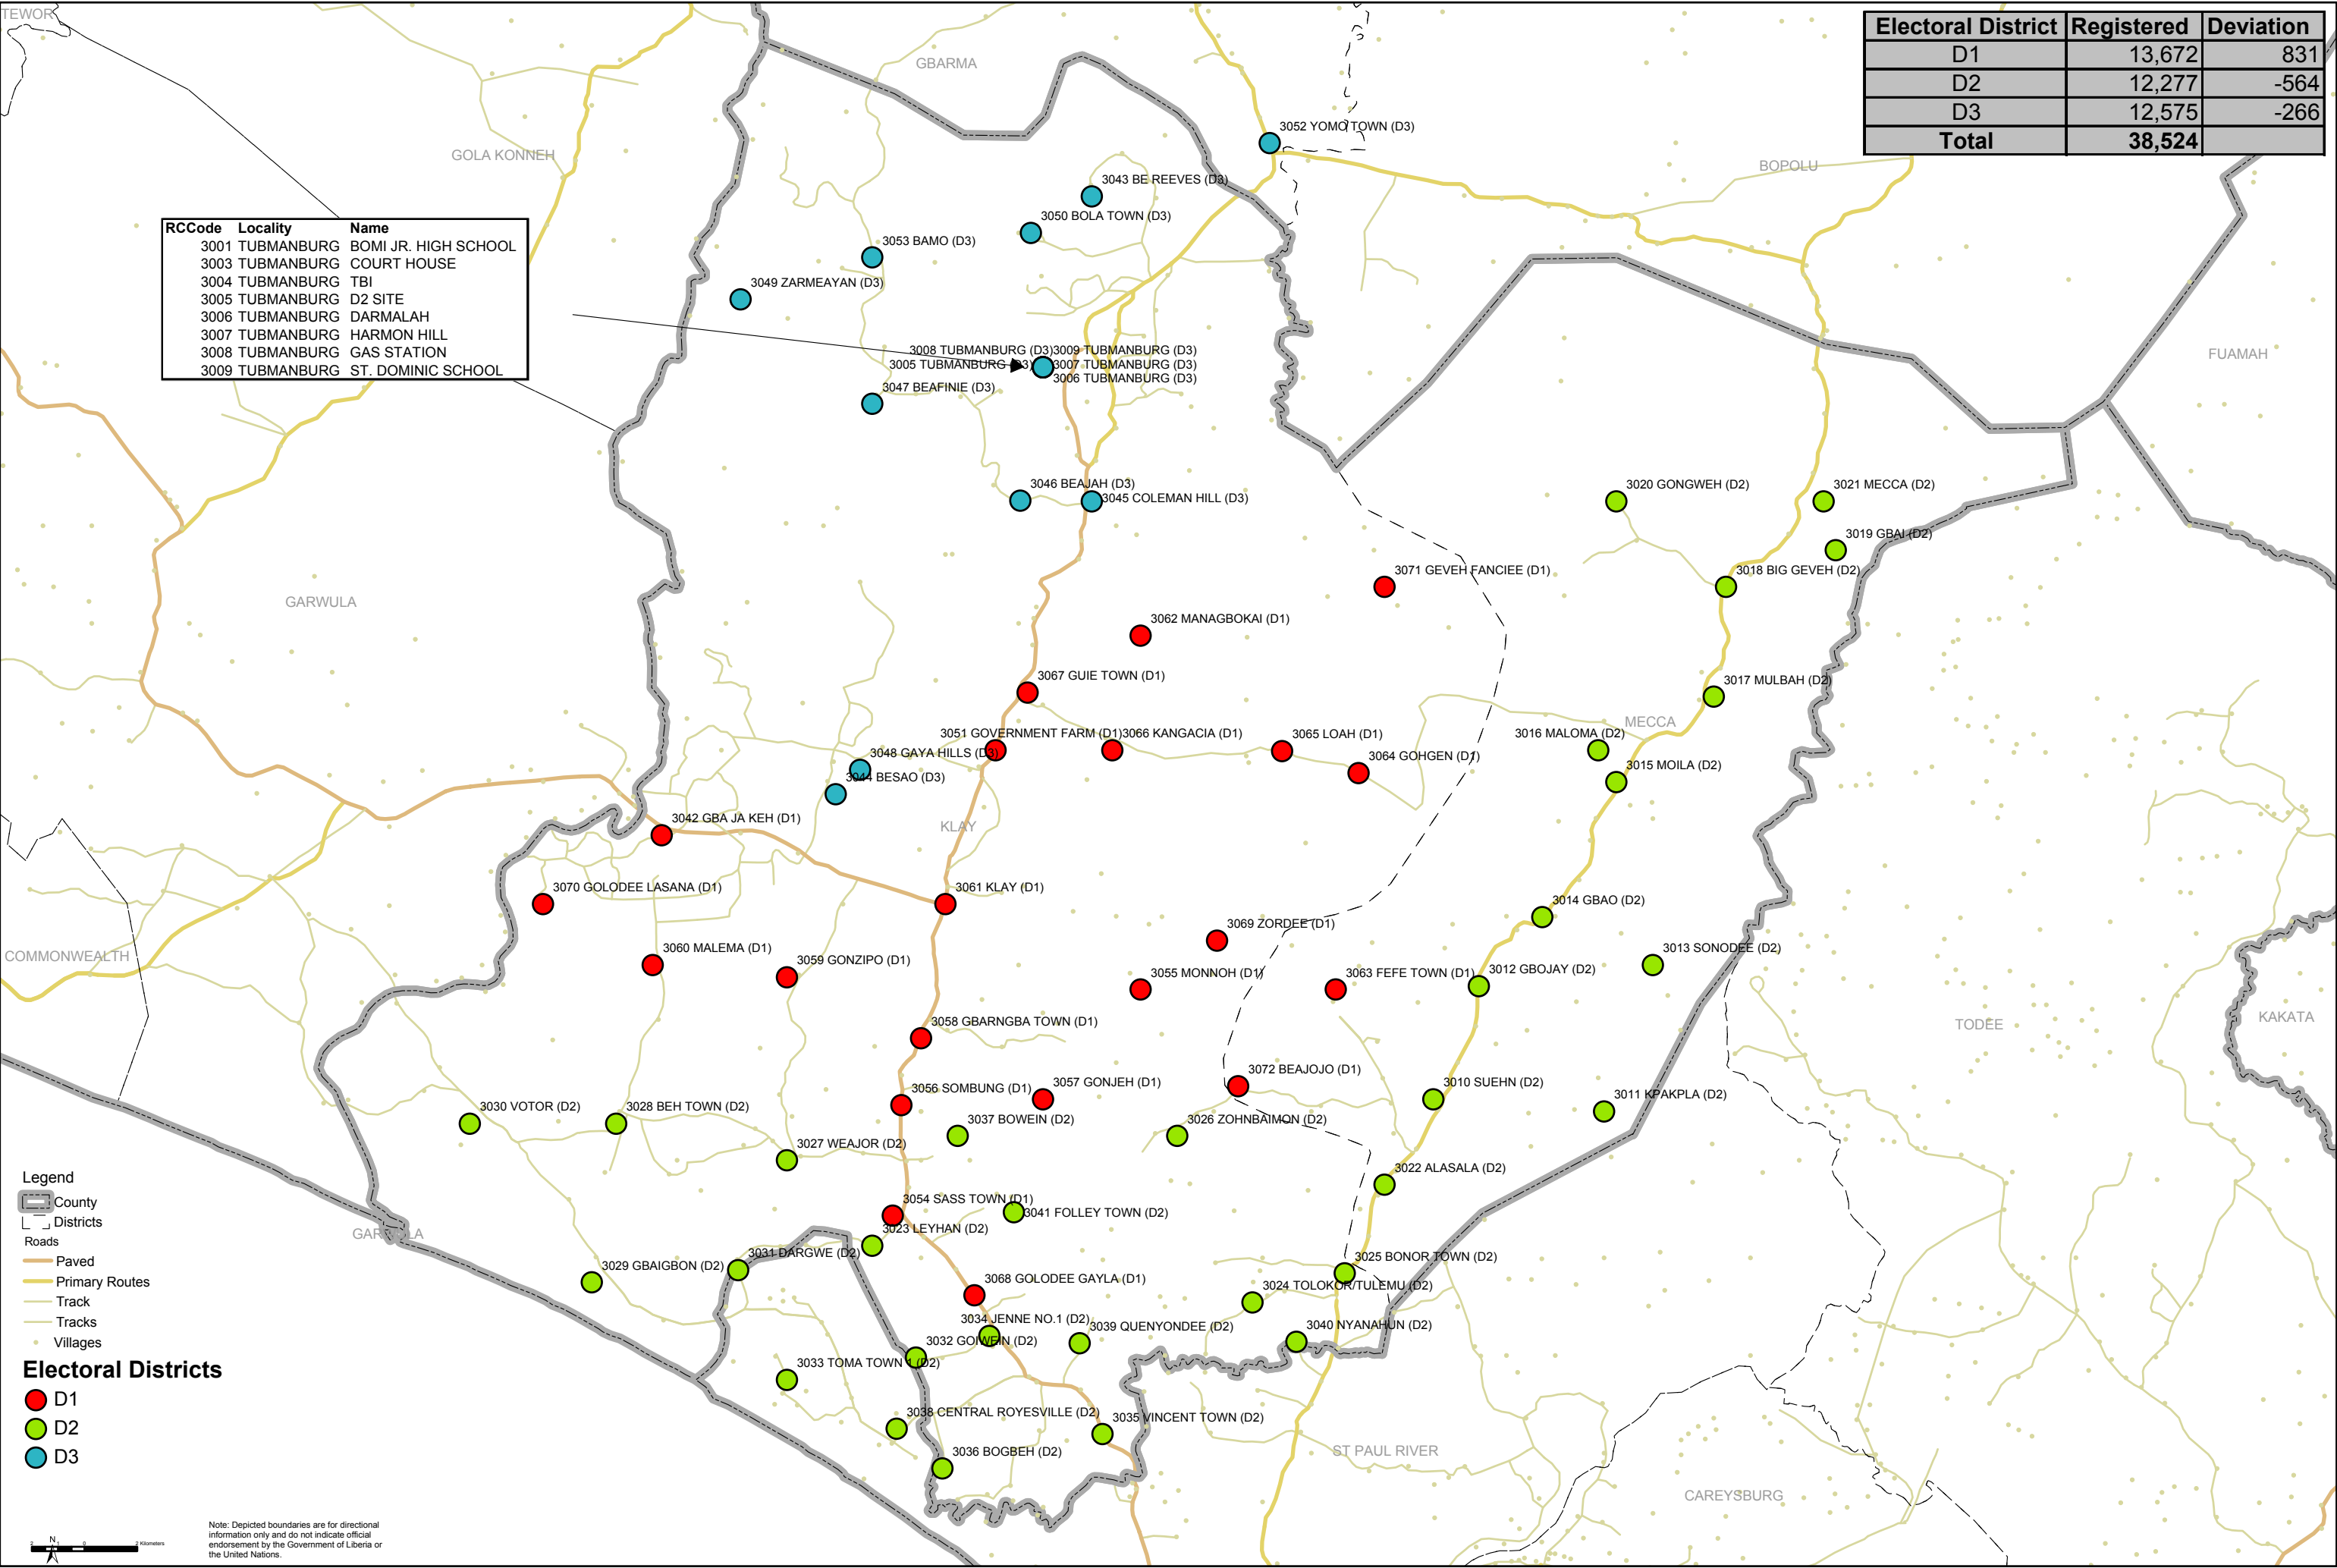 TEWOR
GBARMA
GOLA KONNEH
BOPOLU
FUAMAH
GARWULA
MECCA
KLAY
COMMONWEALTH
TODEE
KAKATA
ST PAUL RIVER
CAREYSBURG
Electoral District Registered Deviation
D1 13,672 831
D2 12,277 -564
D3 12,575 -266
Total 38,524
RCCode Locality Name
3001 TUBMANBURG BOMI JR. HIGH SCHOOL
3003 TUBMANBURG COURT HOUSE
3004 TUBMANBURG TBI
3005 TUBMANBURG D2 SITE
3006 TUBMANBURG DARMALAH
3007 TUBMANBURG HARMON HILL
3008 TUBMANBURG GAS STATION
3009 TUBMANBURG ST. DOMINIC SCHOOL
3052 YOMO TOWN (D3)
3043 BE REEVES (D3)
3050 BOLA TOWN (D3)
3053 BAMO (D3)
3049 ZARMEAYAN (D3)
3008 TUBMANBURG (D3)
3009 TUBMANBURG (D3)
3005 TUBMANBURG (D3)
3007 TUBMANBURG (D3)
3006 TUBMANBURG (D3)
3047 BEAFINIE (D3)
3046 BEAJAH (D3)
3045 COLEMAN HILL (D3)
3020 GONGWEH (D2)
3021 MECCA (D2)
3019 GBAI (D2)
3018 BIG GEVEH (D2)
3071 GEVEH FANCIEE (D1)
3062 MANAGBOKAI (D1)
3067 GUIE TOWN (D1)
3017 MULBAH (D2)
3051 GOVERNMENT FARM (D1)
3066 KANGACIA (D1)
3065 LOAH (D1)
3016 MALOMA (D2)
3048 GAYA HILLS (D3)
3064 GOHGEN (D1)
3015 MOILA (D2)
3044 BESAO (D3)
3042 GBA JA KEH (D1)
3070 GOLODEE LASANA (D1)
3061 KLAY (D1)
3014 GBAO (D2)
3069 ZORDEE (D1)
3060 MALEMA (D1)
3059 GONZIPO (D1)
3013 SONODEE (D2)
3055 MONNOH (D1)
3063 FEFE TOWN (D1)
3012 GBOJAY (D2)
3058 GBARNGBA TOWN (D1)
3072 BEAJOJO (D1)
3056 SOMBUNG (D1)
3057 GONJEH (D1)
3010 SUEHN (D2)
3011 KPAKPLA (D2)
3030 VOTOR (D2)
3028 BEH TOWN (D2)
3037 BOWEIN (D2)
3026 ZOHNBAIMON (D2)
3027 WEAJOR (D2)
3022 ALASALA (D2)
3054 SASS TOWN (D1)
3041 FOLLEY TOWN (D2)
3023 LEYHAN (D2)
3031 DARGWE (D2)
3029 GBAIGBON (D2)
3025 BONOR TOWN (D2)
3068 GOLODEE GAYLA (D1)
3024 TOLOKOR/TULEMU (D2)
3034 JENNE NO.1 (D2)
3039 QUENYONDEE (D2)
3040 NYANAHUN (D2)
3032 GOIWEIN (D2)
3033 TOMA TOWN 1 (D2)
3038 CENTRAL ROYESVILLE (D2)
3035 VINCENT TOWN (D2)
3036 BOGBEH (D2)
Legend
County
Districts
Roads
Paved
Primary Routes
Track
Tracks
Villages
Electoral Districts
D1
D2
D3
N
2 1 0 2 Kilometers
Note: Depicted boundaries are for directional
information only and do not indicate official
endorsement by the Government of Liberia or
the United Nations.